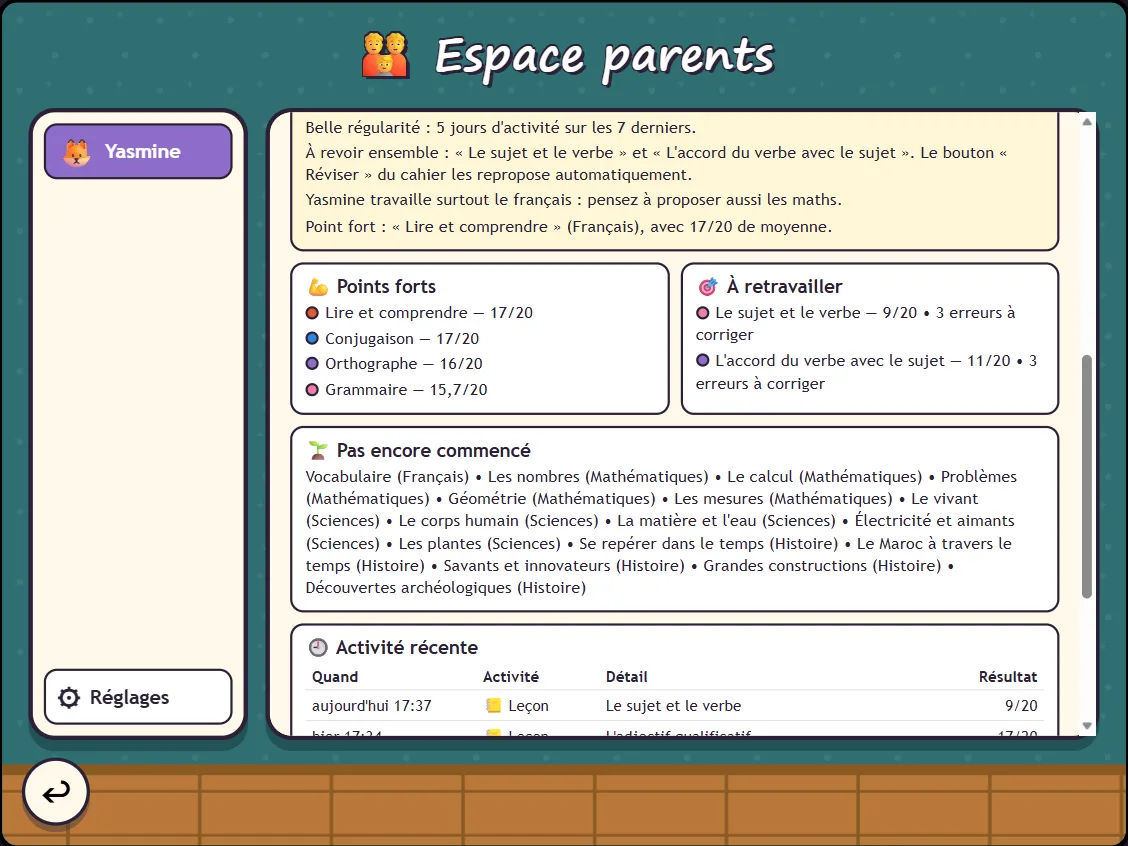 Espace parents
Yasmine
Réglages
Belle régularité : 5 jours d'activité sur les 7 derniers.
À revoir ensemble : « Le sujet et le verbe » et « L'accord du verbe avec le sujet ». Le bouton «
Réviser » du cahier les repropose automatiquement.
Yasmine travaille surtout le français : pensez à proposer aussi les maths.
Point fort : « Lire et comprendre » (Français), avec 17/20 de moyenne.
Points forts
Lire et comprendre — 17/20
Conjugaison — 17/20
Orthographe — 16/20
Grammaire — 15,7/20
À retravailler
Le sujet et le verbe — 9/20 • 3 erreurs à
corriger
L'accord du verbe avec le sujet — 11/20 • 3
erreurs à corriger
Pas encore commencé
Vocabulaire (Français) • Les nombres (Mathématiques) • Le calcul (Mathématiques) • Problèmes
(Mathématiques) • Géométrie (Mathématiques) • Les mesures (Mathématiques) • Le vivant
(Sciences) • Le corps humain (Sciences) • La matière et l'eau (Sciences) • Électricité et aimants
(Sciences) • Les plantes (Sciences) • Se repérer dans le temps (Histoire) • Le Maroc à travers le
temps (Histoire) • Savants et innovateurs (Histoire) • Grandes constructions (Histoire) •
Découvertes archéologiques (Histoire)
Activité récente
Quand Activité Détail Résultat
aujourd'hui 17:37 Leçon Le sujet et le verbe 9/20
hier 17:34 Leçon L'adjectif qualificatif 17/20